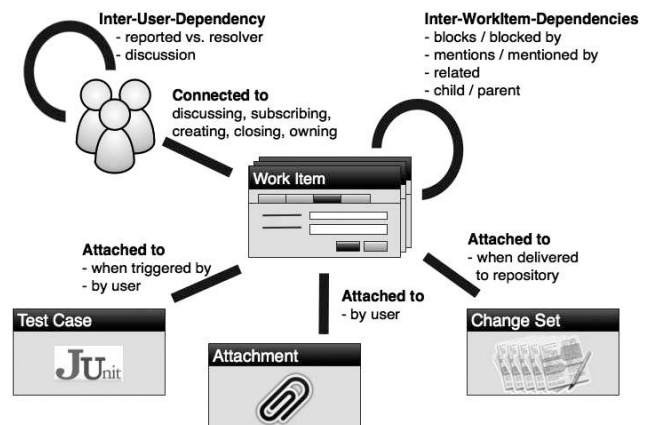 Inter-User-Dependency
- reported vs. resolver
- discussion
Inter-WorkItem-Dependencies
- blocks / blocked by
- mentions / mentioned by
- related
- child / parent
Connected to
discussing, subscribing,
creating, closing, owning
Work Item
Attached to
- when triggered by
- by user
Attached to
- by user
Attached to
- when delivered
to repository
Test Case
JUnit
Attachment
Change Set